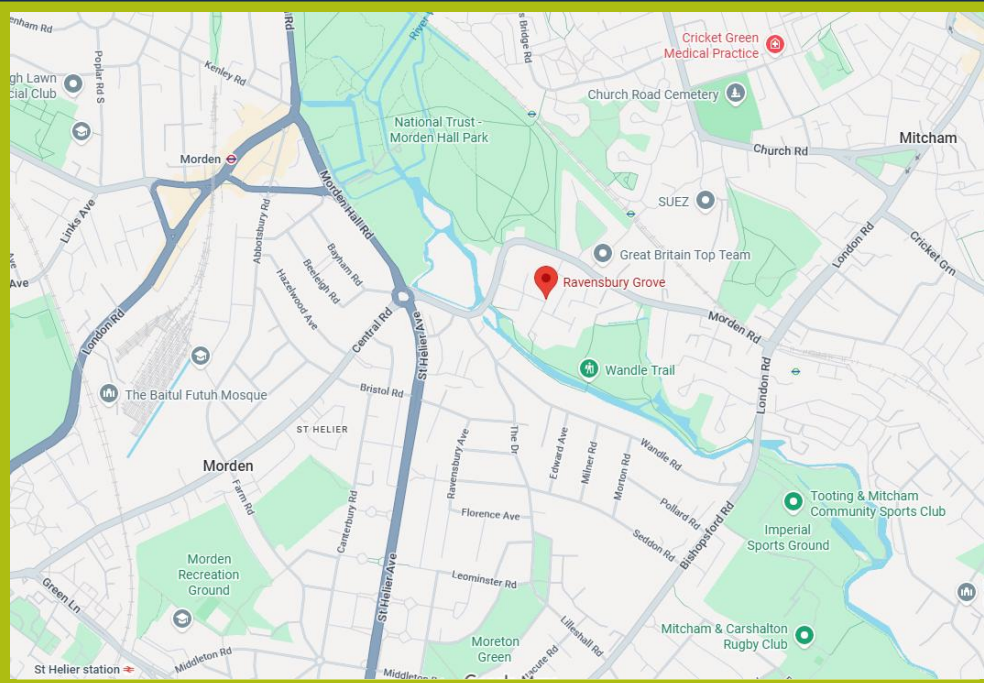 Kenley Rd
Poplar Rd S
Morden
Links Ave
Abbotsbury Rd
Morden Hall Rd
Bayham Rd
Beeleigh Rd
Hazelwood Ave
Central Rd
London Rd
The Baitul Futuh Mosque
National Trust -
Morden Hall Park
Cricket Green
Medical Practice
Church Road Cemetery
Church Rd
Mitcham
SUEZ
Great Britain Top Team
Ravensbury Grove
London Rd
Cricket Grn
Morden Rd
Wandle Trail
London Rd
St Helier Ave
Bristol Rd
ST HELIER
Morden
Farm Rd
Canterbury Rd
Ravensbury Ave
The Dr
Edward Ave
Milner Rd
Morton Rd
Wandle Rd
Pollard Rd
Seddon Rd
Bishopsford Rd
Florence Ave
Leominster Rd
Lilleshall Rd
Tooting & Mitcham
Community Sports Club
Imperial
Sports Ground
Mitcham & Carshalton
Rugby Club
Morden
Recreation
Ground
Green Ln
St Helier station
Middleton Rd
St Helier Ave
Moreton
Green